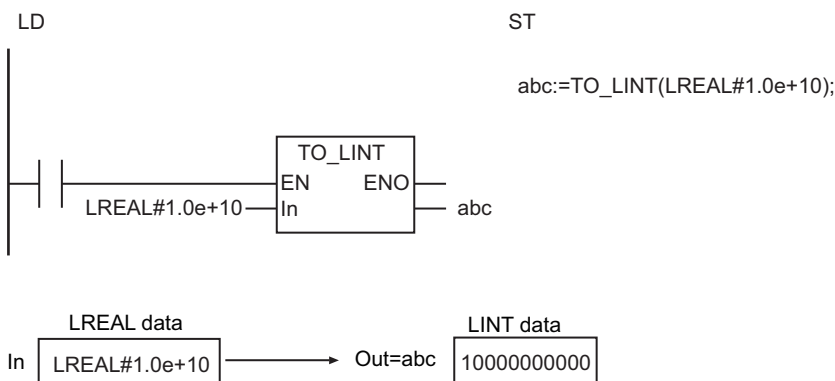 LD
ST
abc:=TO_LINT(LREAL#1.0e+10);
TO_LINT
EN ENO
LREAL#1.0e+10 In abc
LREAL data
LINT data
In LREAL#1.0e+10 Out=abc 10000000000